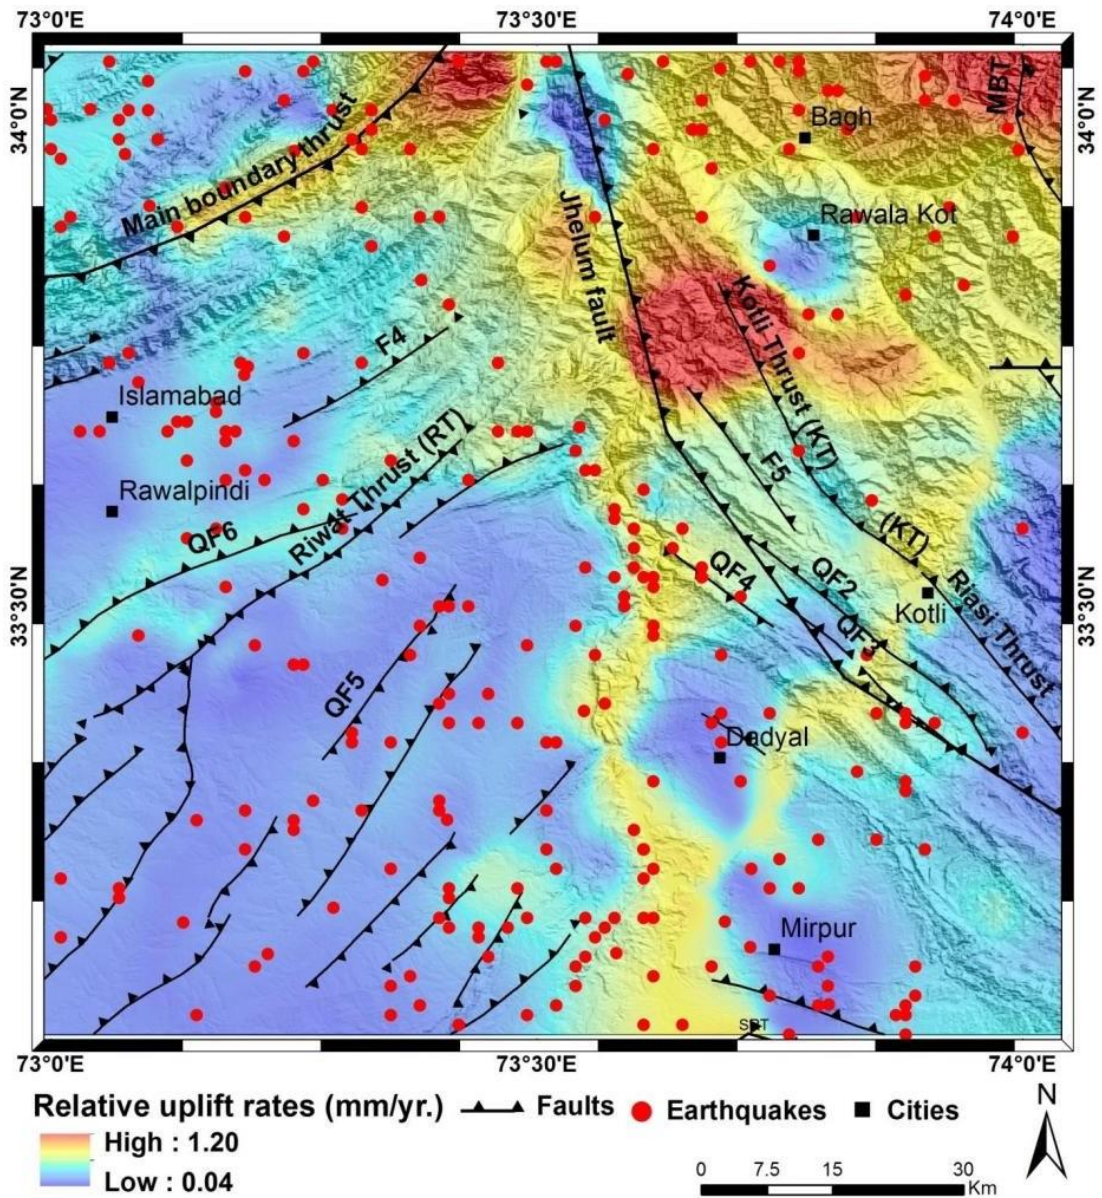 73°0'E 73°30'E 74°0'E
34°0'N
34°0'N
MBT
Bagh
Main boundary thrust
Rawala Kot
Jhelum fault
Kotli Thrust (KT)
F4
Islamabad
Riwat Thrust (RT)
F5
Rawalpindi
QF6
(KT)
QF4
QF2
Riasi Thrust
33°30'N
33°30'N
Kotli
QF3
QF5
Dadyal
Mirpur
SBT
73°0'E 73°30'E 74°0'E
Relative uplift rates (mm/yr.) Faults Earthquakes Cities
N
High : 1.20
Low : 0.04
0 7.5 15 30
Km